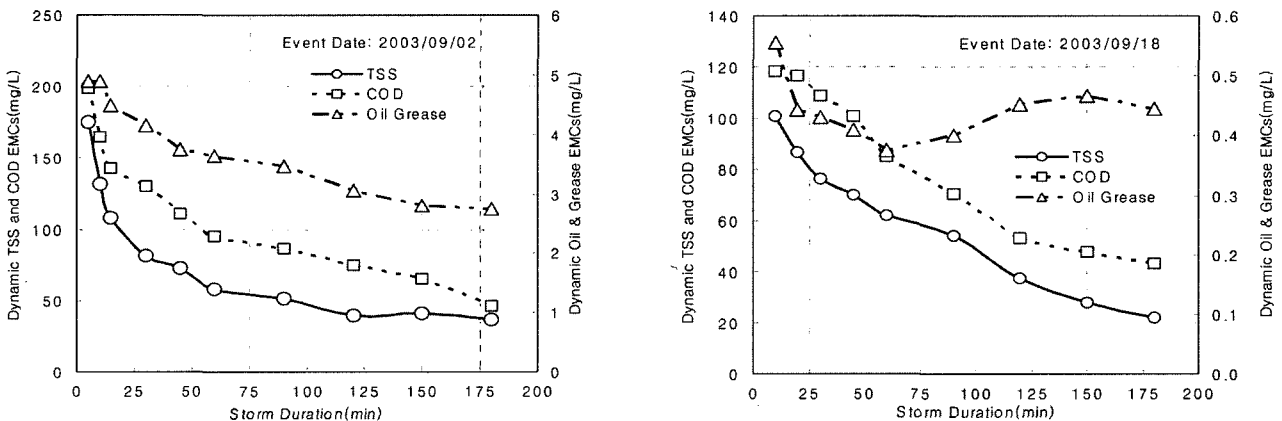 Dynamic TSS and COD EMCs(mg/L)
250
200
150
100
50
0
Event Date: 2003/09/02
TSS
COD
Oil Grease
6
5
4
3
2
1
0
Dynamic Oil & Grease EMCs(mg/L)
0 25 50 75 100 125 150 175 200
Storm Duration(min)
Dynamic TSS and COD EMCs(mg/L)
140
120
100
80
60
40
20
0
Event Date: 2003/09/18
TSS
COD
Oil Grease
0.6
0.5
0.4
0.3
0.2
0.1
0.0
Dynamic Oil & Grease EMCs(mg/L)
0 25 50 75 100 125 150 175 200
Storm Duration(min)